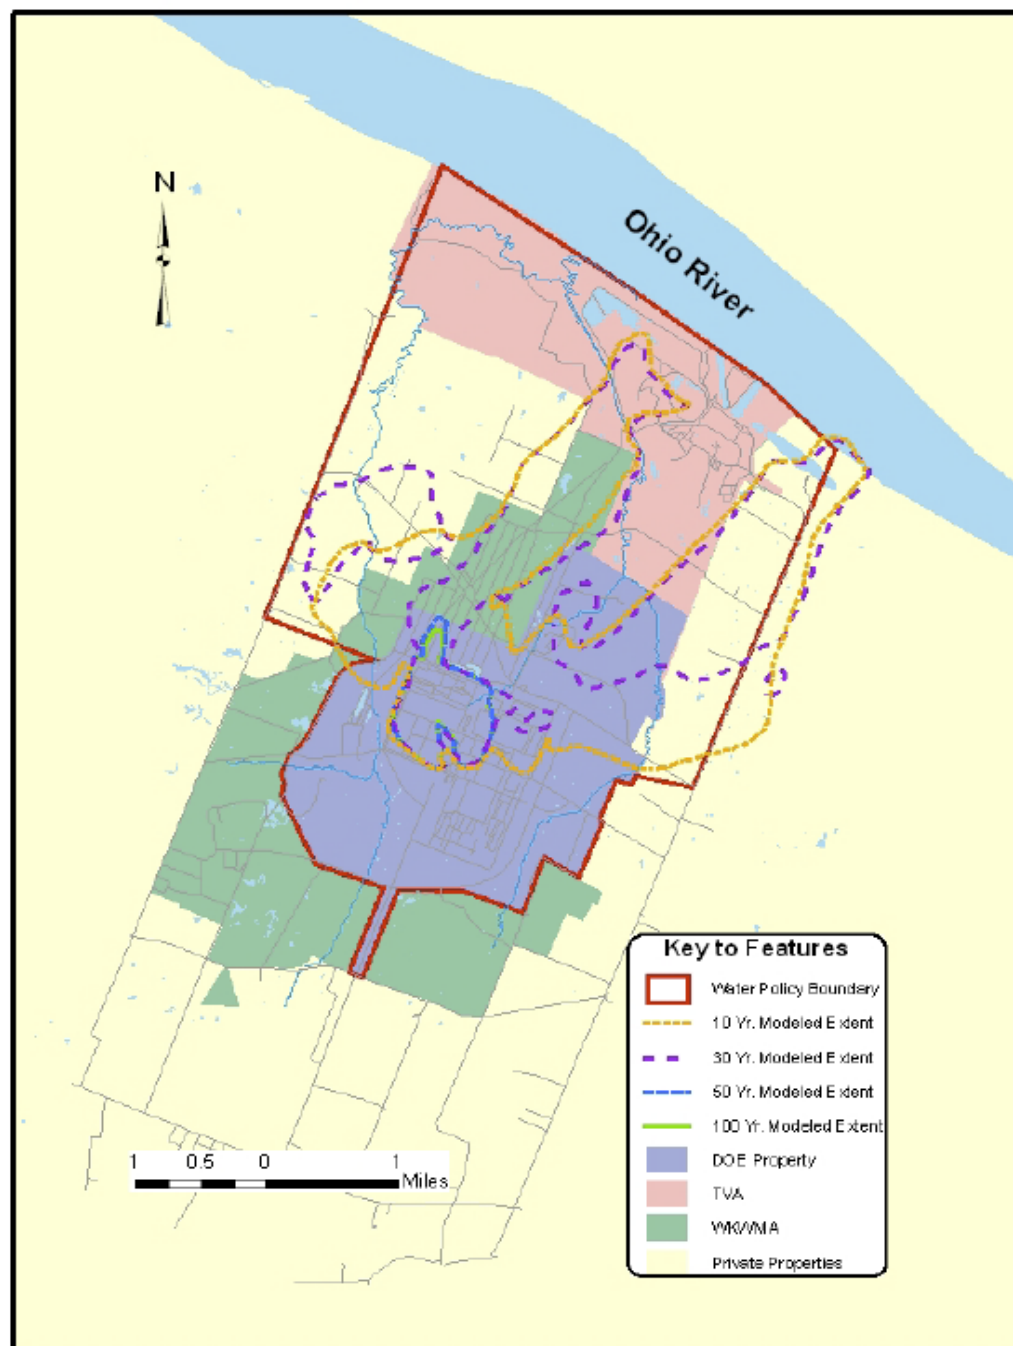 N
Ohio River
Key to Features
Water Policy Boundary
10 Yr. Modeled Extent
30 Yr. Modeled Extent
50 Yr. Modeled Extent
100 Yr. Modeled Extent
DOE Property
TVA
WKWMA
Private Properties
1 0.5 0 1
Miles